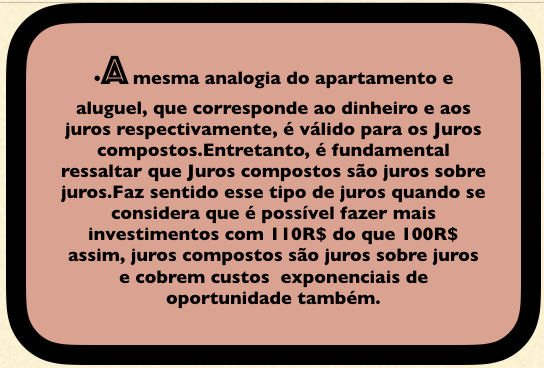 •A mesma analogia do apartamento e
aluguel, que corresponde ao dinheiro e aos
juros respectivamente, é válido para os Juros
compostos.Entretanto, é fundamental
ressaltar que Juros compostos são juros sobre
juros.Faz sentido esse tipo de juros quando se
considera que é possível fazer mais
investimentos com 110R$ do que 100R$
assim, juros compostos são juros sobre juros
e cobrem custos  exponenciais de
oportunidade também.